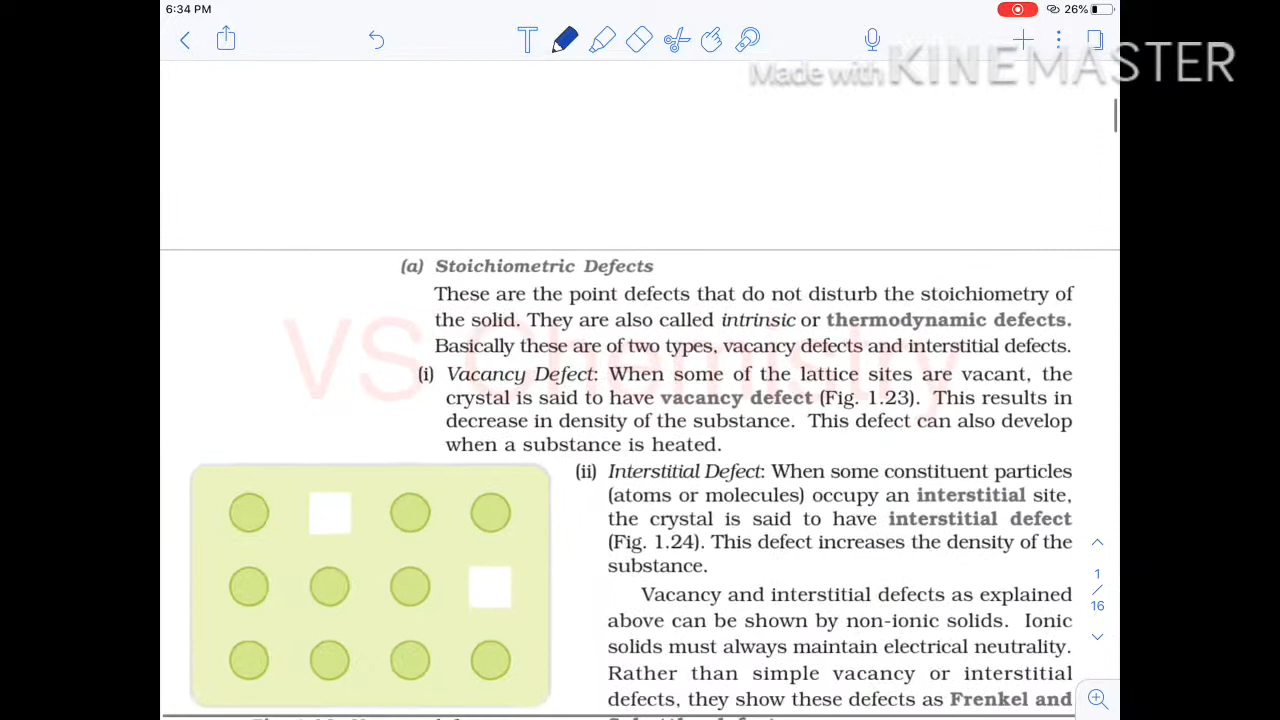 6:34 PM
26%
Made with KINEMASTER
(a) Stoichiometric Defects
These are the point defects that do not disturb the stoichiometry of
the solid. They are also called intrinsic or thermodynamic defects.
Basically these are of two types, vacancy defects and interstitial defects.
VS Chemistry
(i) Vacancy Defect: When some of the lattice sites are vacant, the
crystal is said to have vacancy defect (Fig. 1.23). This results in
decrease in density of the substance. This defect can also develop
when a substance is heated.
(ii) Interstitial Defect: When some constituent particles
(atoms or molecules) occupy an interstitial site,
the crystal is said to have interstitial defect
(Fig. 1.24). This defect increases the density of the
substance.
Vacancy and interstitial defects as explained
above can be shown by non-ionic solids. Ionic
solids must always maintain electrical neutrality.
Rather than simple vacancy or interstitial
defects, they show these defects as Frenkel and
1
/
16